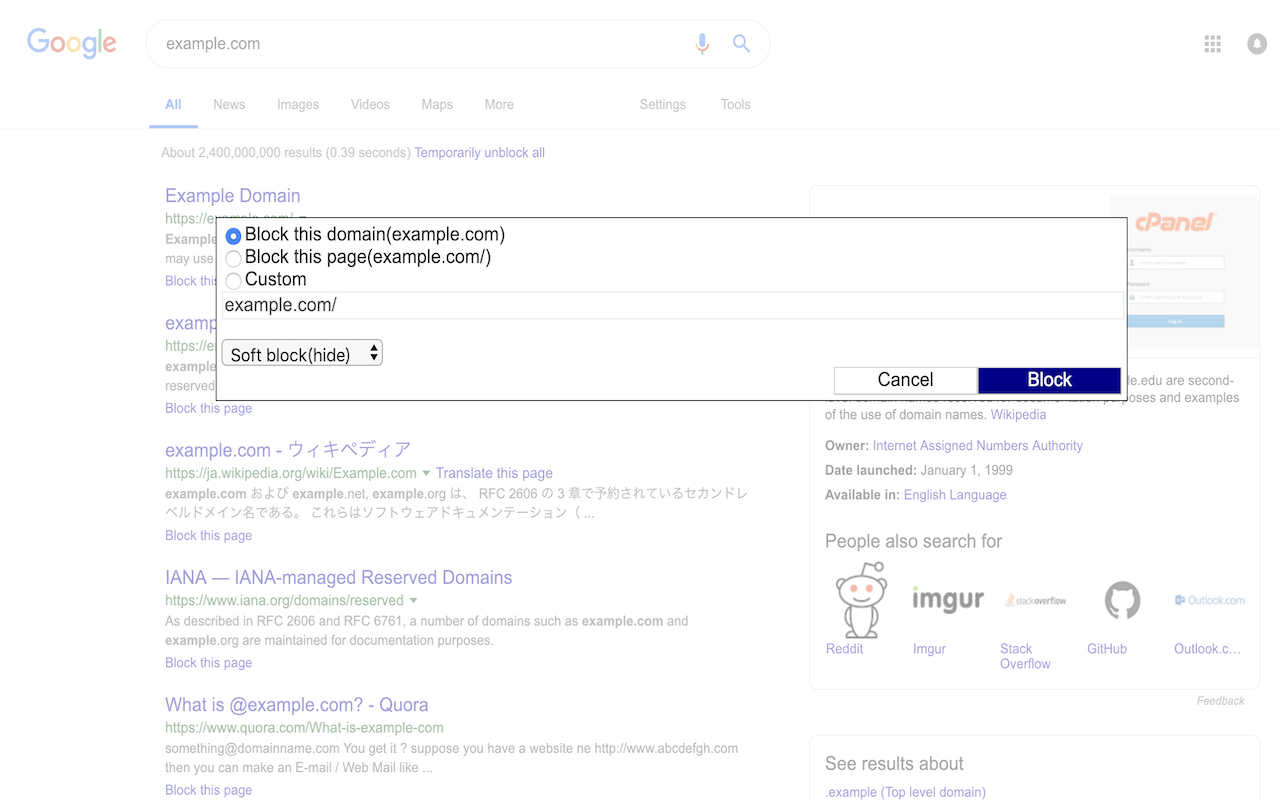 Google
example.com
All News Images Videos Maps More Settings Tools
About 2,400,000,000 results (0.39 seconds) Temporarily unblock all
Example Domain
https://example.com/
Example
may use
Block this
Block this domain(example.com)
Block this page(example.com/)
Custom
example.com/
Soft block(hide)
Cancel
Block
examp
https://e
example
reserved
Block this page
example.com - ウィキペディア
https://ja.wikipedia.org/wiki/Example.com Translate this page
example.com および example.net, example.org は、 RFC 2606 の 3 章で予約されているセカンドレ
ベルドメイン名である。 これらはソフトウェアドキュメンテーション（ ...
Block this page
IANA — IANA-managed Reserved Domains
https://www.iana.org/domains/reserved
As described in RFC 2606 and RFC 6761, a number of domains such as example.com and
example.org are maintained for documentation purposes.
Block this page
What is @example.com? - Quora
https://www.quora.com/What-is-example-com
something@domainname.com You get it ? suppose you have a website ne http://www.abcdefgh.com
then you can make an E-mail / Web Mail like ...
Block this page
cPanel
Password
Log in
le.edu are second-
level domain names reserved for documentation purposes and examples
of the use of domain names. Wikipedia
Owner: Internet Assigned Numbers Authority
Date launched: January 1, 1999
Available in: English Language
People also search for
imgur stackoverflow Outlook.com
Reddit Imgur Stack Overflow GitHub Outlook.c...
Feedback
See results about
.example (Top level domain)